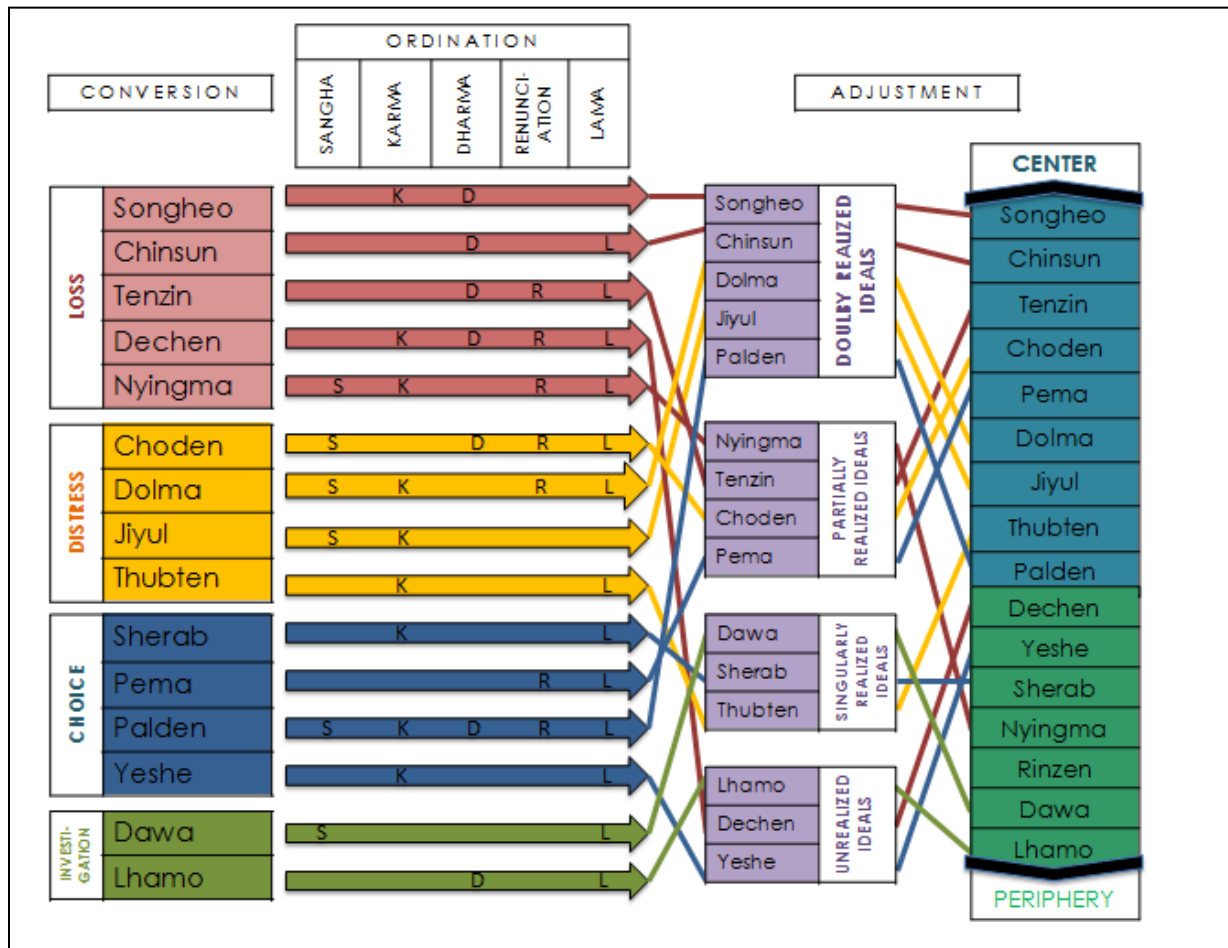 ORDINATION
CONVERSION
SANGHA
KARMA
DHARMA
RENUNCI-
ATION
LAMA
ADJUSTMENT
LOSS
Songheo
Chinsun
Tenzin
Dechen
Nyingma
K D
D L
D R L
K D R L
S K R L
DISTRESS
Choden
Dolma
Jiyul
Thubten
S D R L
S K R L
S K
K L
CHOICE
Sherab
Pema
Palden
Yeshe
K L
R L
S K D R L
K L
INVESTI-
GATION
Dawa
Lhamo
S L
D L
Songheo
Chinsun
Dolma
Jiyul
Palden
DOULBY REALIZED
IDEALS
Nyingma
Tenzin
Choden
Pema
PARTIALLY
REALIZED IDEALS
Dawa
Sherab
Thubten
SINGULARLY
REALIZED
IDEALS
Lhamo
Dechen
Yeshe
UNREALIZED
IDEALS
CENTER
Songheo
Chinsun
Tenzin
Choden
Pema
Dolma
Jiyul
Thubten
Palden
Dechen
Yeshe
Sherab
Nyingma
Rinzen
Dawa
Lhamo
PERIPHERY